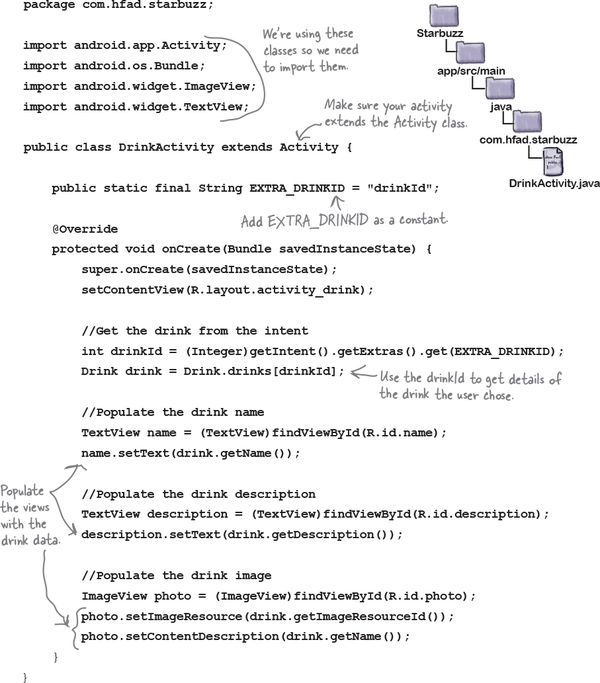 package com.hfad.starbuzz;
import android.app.Activity;
import android.os.Bundle;
import android.widget.ImageView;
import android.widget.TextView;
We're using these
classes so we need
to import them.
Starbuzz
app/src/main
java
com.hfad.starbuzz
DrinkActivity.java
Make sure your activity
extends the Activity class.
public class DrinkActivity extends Activity {
public static final String EXTRA_DRINKID = "drinkId";
Add EXTRA_DRINKID as a constant.
@Override
protected void onCreate(Bundle savedInstanceState) {
super.onCreate(savedInstanceState);
setContentView(R.layout.activity_drink);
//Get the drink from the intent
int drinkId = (Integer)getIntent().getExtras().get(EXTRA_DRINKID);
Drink drink = Drink.drinks[drinkId];
Use the drinkId to get details of
the drink the user chose.
//Populate the drink name
TextView name = (TextView)findViewById(R.id.name);
name.setText(drink.getName());
Populate
the views
with the
drink data.
//Populate the drink description
TextView description = (TextView)findViewById(R.id.description);
description.setText(drink.getDescription());
//Populate the drink image
ImageView photo = (ImageView)findViewById(R.id.photo);
photo.setImageResource(drink.getImageResourceId());
photo.setContentDescription(drink.getName());
}
}